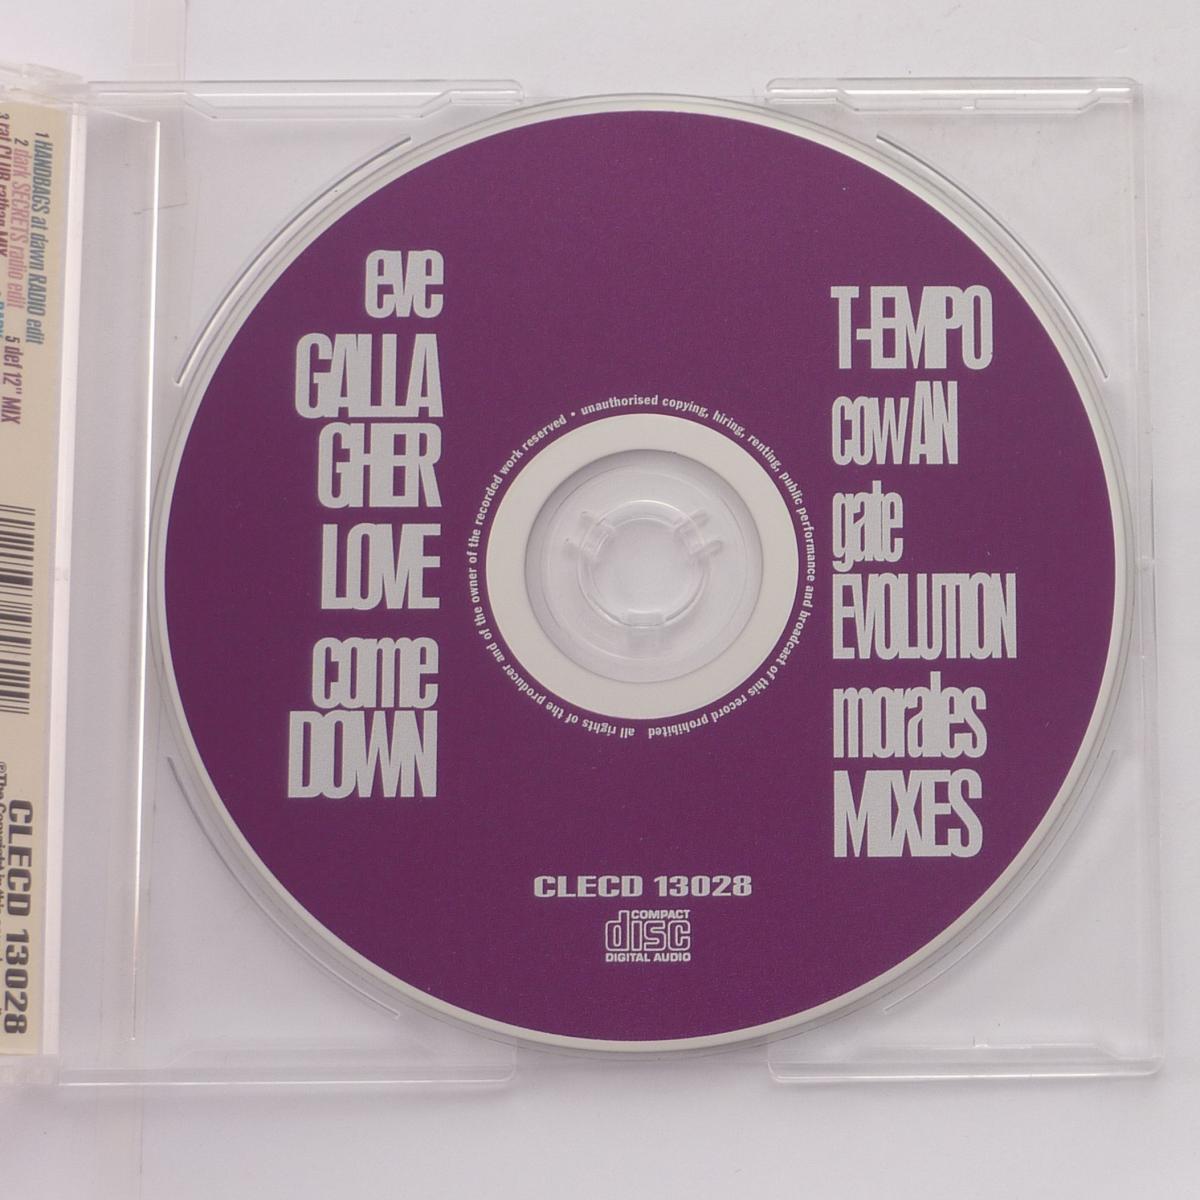 eve
GALLA
GHER
LOVE
come
DOWN
T-EMPO
cowAN
gate
EVOLUTION
morales
MIXES
all rights of the producer and of the owner of the recorded work reserved • unauthorised copying, hiring, renting, public performance and broadcast of this record prohibited
CLECD 13028
COMPACT
disc
DIGITAL AUDIO
1 HANDBAGS at dawn RADIO edit
2 dark SECRETS radio edit
5 def 12" MIX
CLECD 13028